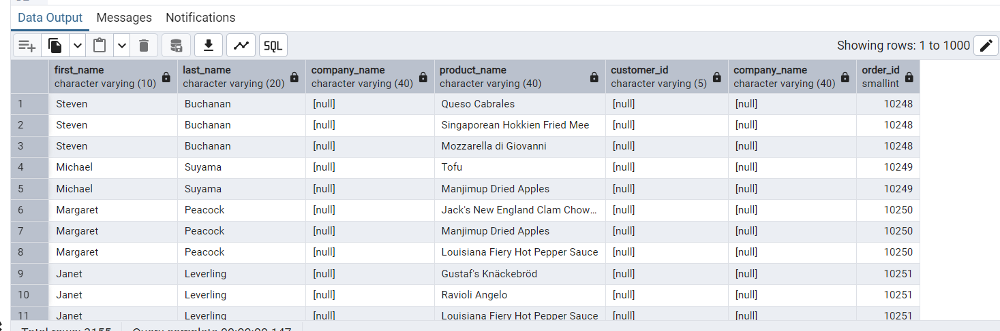 Data Output Messages Notifications
SQL Showing rows: 1 to 1000
first_name last_name company_name product_name customer_id company_name order_id
character varying (10) character varying (20) character varying (40) character varying (40) character varying (5) character varying (40) smallint
1 Steven Buchanan [null] Queso Cabrales [null] [null] 10248
2 Steven Buchanan [null] Singaporean Hokkien Fried Mee [null] [null] 10248
3 Steven Buchanan [null] Mozzarella di Giovanni [null] [null] 10248
4 Michael Suyama [null] Tofu [null] [null] 10249
5 Michael Suyama [null] Manjimup Dried Apples [null] [null] 10249
6 Margaret Peacock [null] Jack's New England Clam Chow... [null] [null] 10250
7 Margaret Peacock [null] Manjimup Dried Apples [null] [null] 10250
8 Margaret Peacock [null] Louisiana Fiery Hot Pepper Sauce [null] [null] 10250
9 Janet Leverling [null] Gustaf's Knäckebröd [null] [null] 10251
10 Janet Leverling [null] Ravioli Angelo [null] [null] 10251
11 Janet Leverling [null] Louisiana Fiery Hot Pepper Sauce [null] [null] 10251